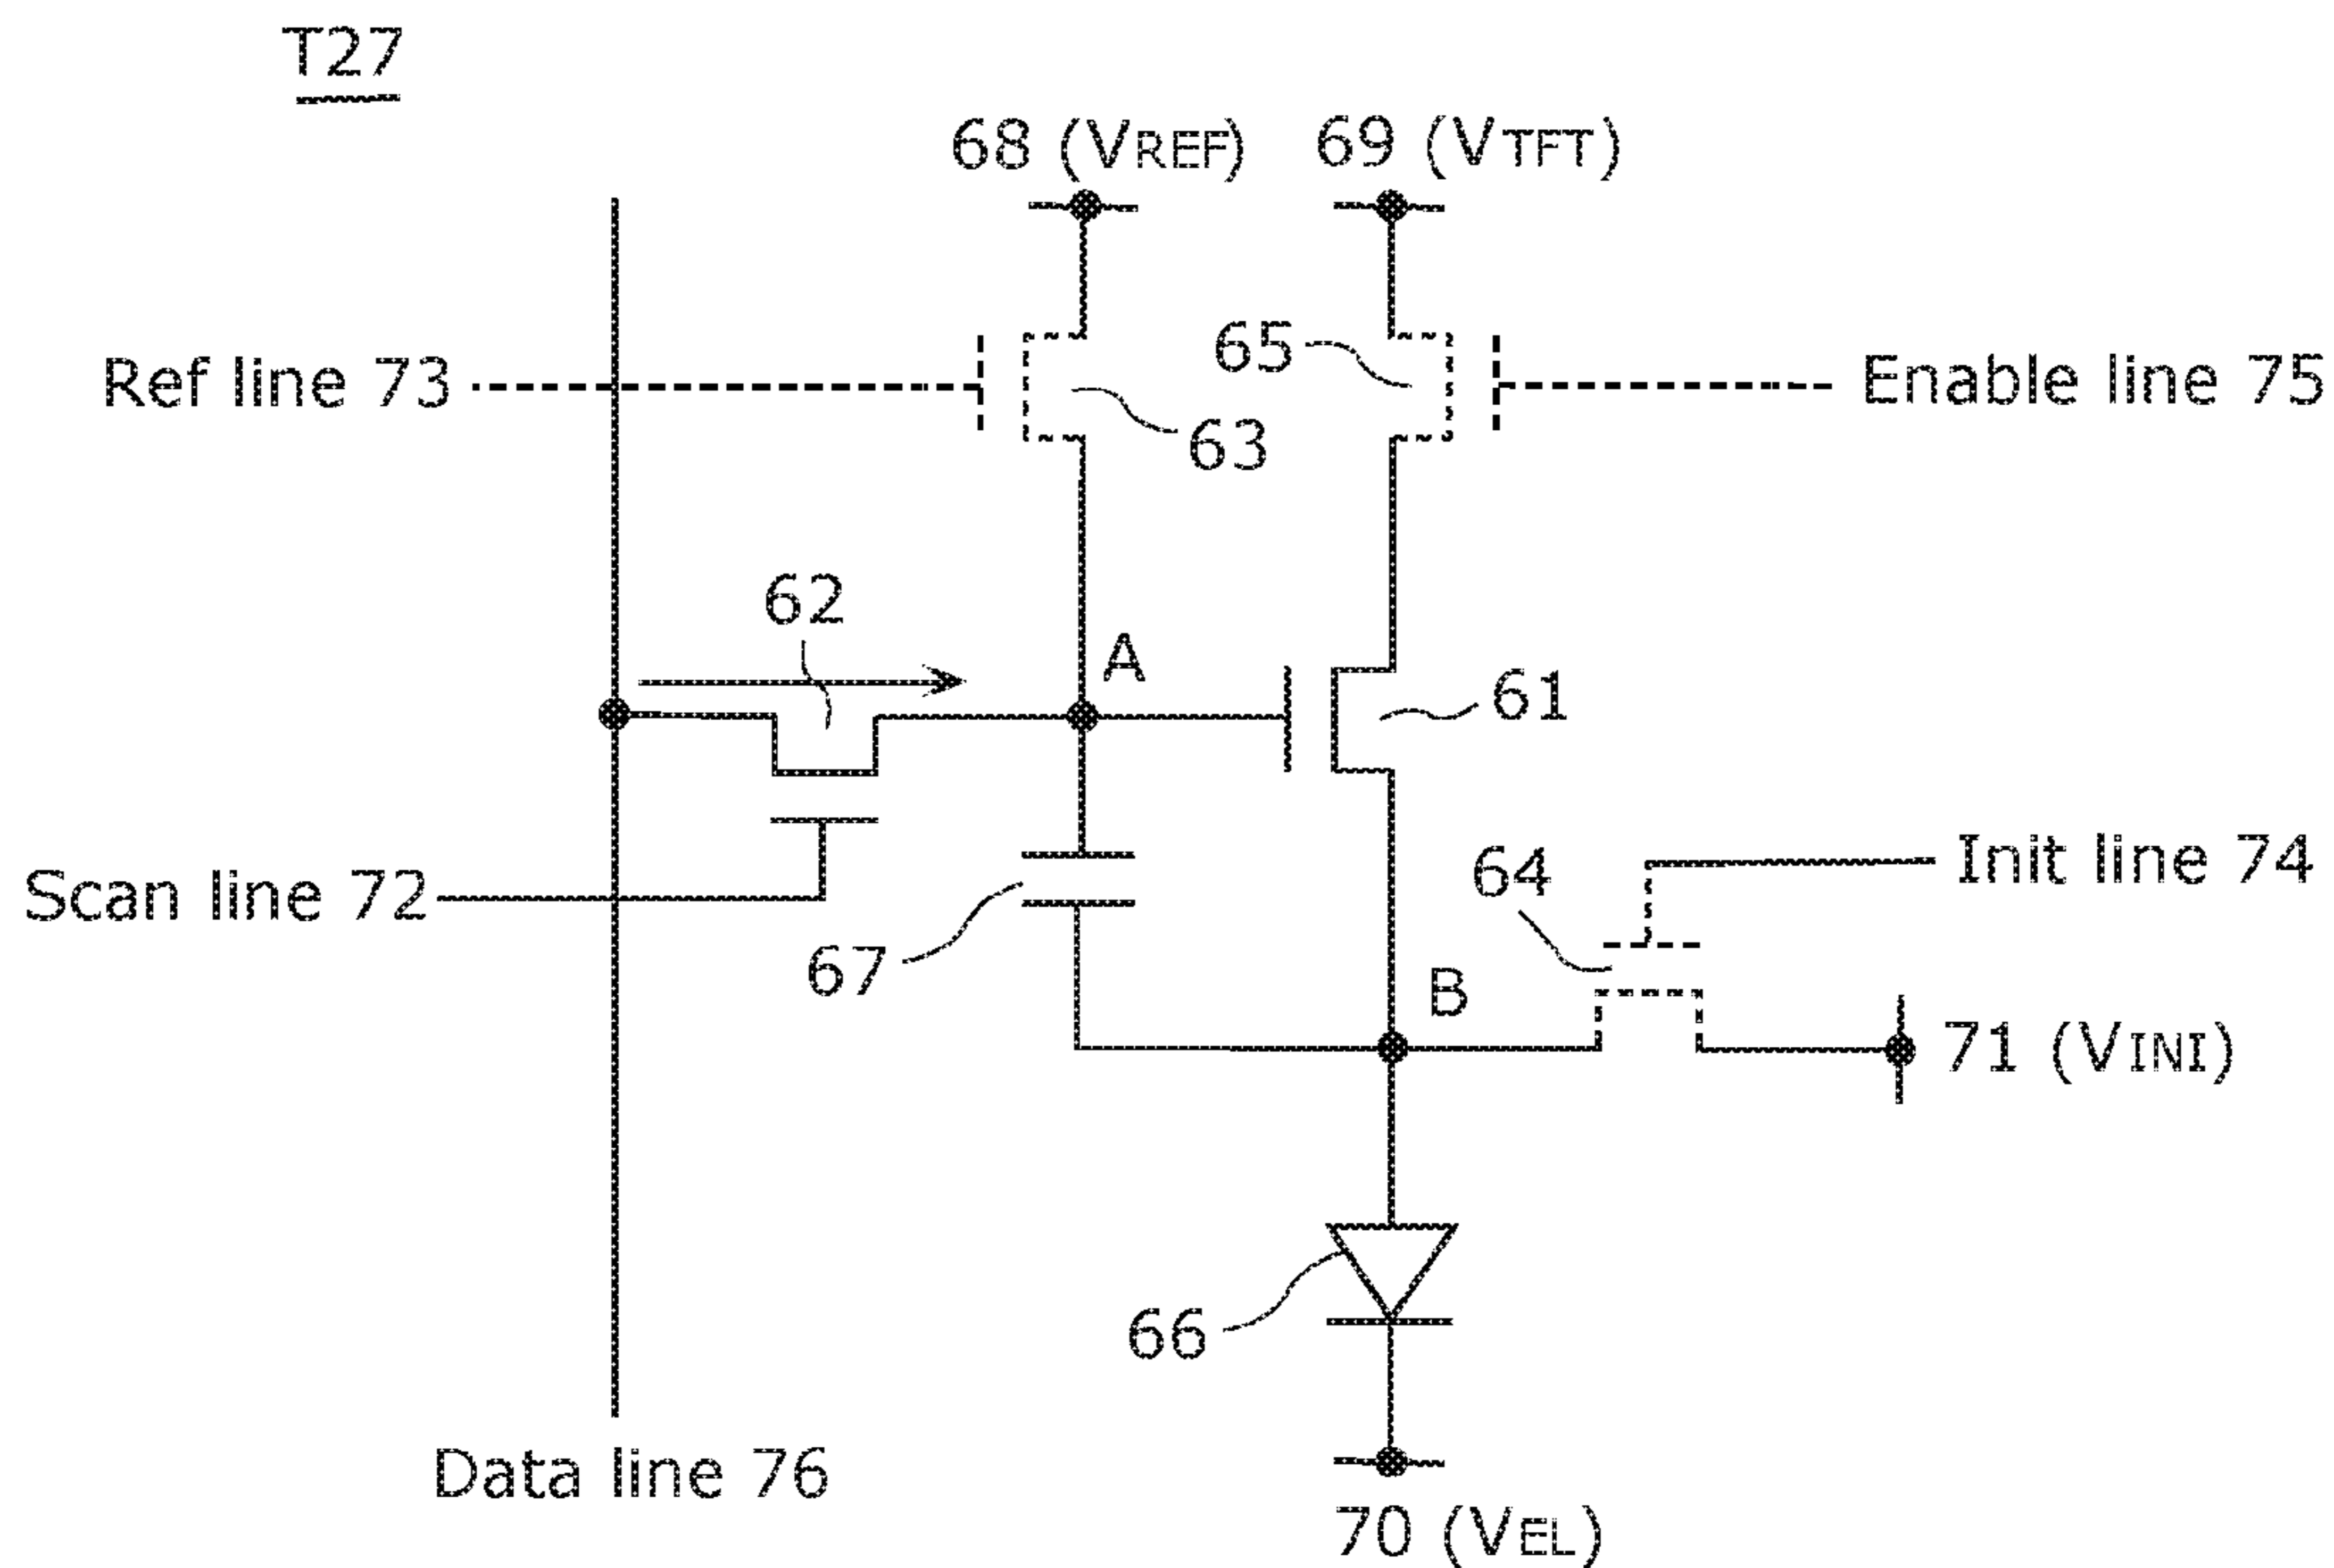 T27
68 (VREF)
69 (VTFT)
Ref line 73
63
65
Enable line 75
62
A
61
Scan line 72
67
B
64
Init line 74
71 (VINI)
66
Data line 76
70 (VEL)